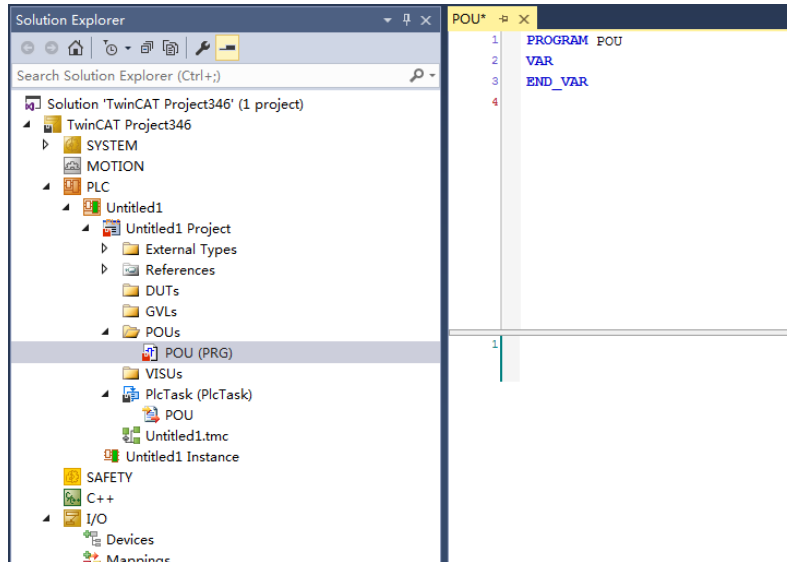 Solution Explorer
Search Solution Explorer (Ctrl+;)
Solution 'TwinCAT Project346' (1 project)
TwinCAT Project346
SYSTEM
MOTION
PLC
Untitled1
Untitled1 Project
External Types
References
DUTs
GVLs
POUs
POU (PRG)
VISUs
PlcTask (PlcTask)
POU
Untitled1.tmc
Untitled1 Instance
SAFETY
C++
I/O
Devices
Mappings
POU*
1 PROGRAM POU
2 VAR
3 END_VAR
4
1